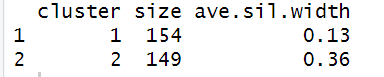 cluster size ave.sil.width
1 1 154 0.13
2 2 149 0.36